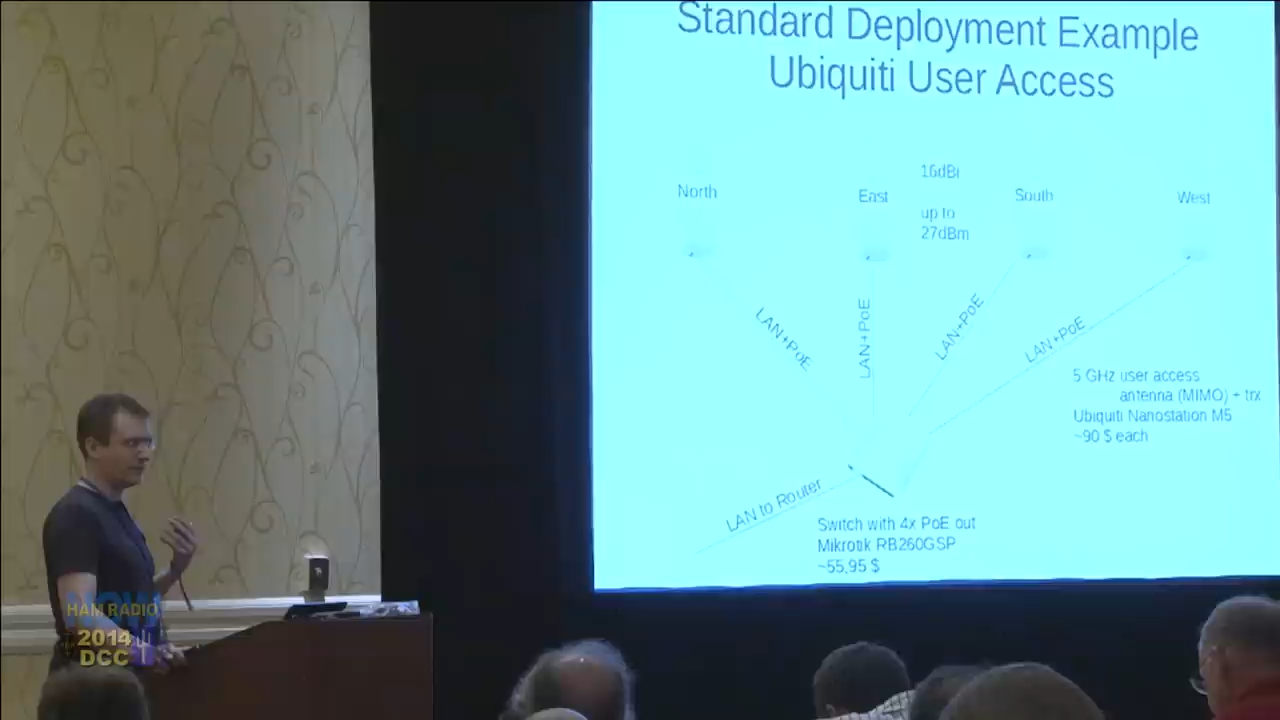 Standard Deployment Example
Ubiquiti User Access
16dBi
North
East
South
West
up to
27dBm
LAN+PoE
LAN+PoE
LAN+PoE
LAN+PoE
5 GHz user access
antenna (MIMO) + trx
Ubiquiti Nanostation M5
~90 $ each
LAN to Router
Switch with 4x PoE out
Mikrotik RB260GSP
~55,95 $
NOW
HAM RADIO
2014
DCC